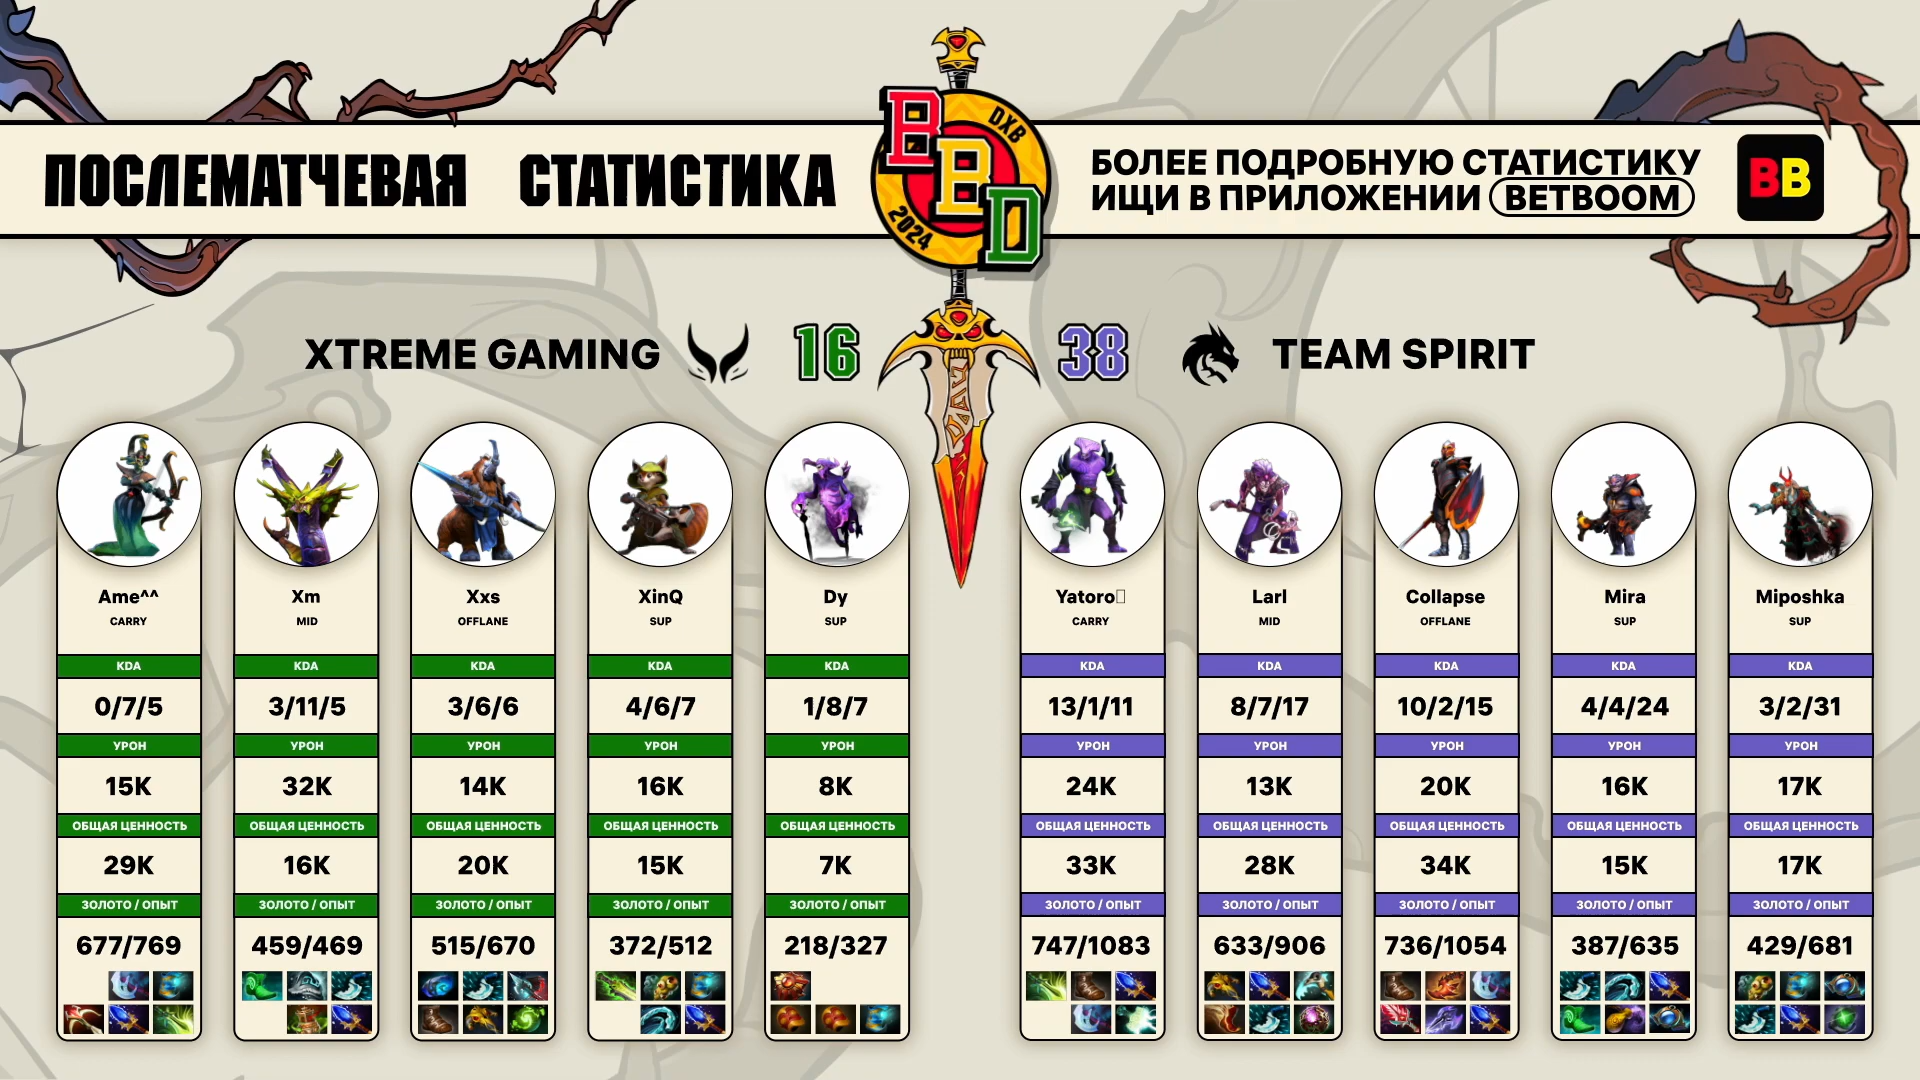 ПОСЛЕМАТЧЕВАЯ СТАТИСТИКА
BBD
DXB
2024
БОЛЕЕ ПОДРОБНУЮ СТАТИСТИКУ
ИЩИ В ПРИЛОЖЕНИИ BETBOOM
BB
XTREME GAMING 16 38 TEAM SPIRIT
Ame^^ Xm Xxs XinQ Dy Yatoro Larl Collapse Mira Miposhka
CARRY MID OFFLANE SUP SUP CARRY MID OFFLANE SUP SUP
KDA KDA KDA KDA KDA KDA KDA KDA KDA KDA
0/7/5 3/11/5 3/6/6 4/6/7 1/8/7 13/1/11 8/7/17 10/2/15 4/4/24 3/2/31
УРОН УРОН УРОН УРОН УРОН УРОН УРОН УРОН УРОН УРОН
15K 32K 14K 16K 8K 24K 13K 20K 16K 17K
ОБЩАЯ ЦЕННОСТЬ ОБЩАЯ ЦЕННОСТЬ ОБЩАЯ ЦЕННОСТЬ ОБЩАЯ ЦЕННОСТЬ ОБЩАЯ ЦЕННОСТЬ ОБЩАЯ ЦЕННОСТЬ ОБЩАЯ ЦЕННОСТЬ ОБЩАЯ ЦЕННОСТЬ ОБЩАЯ ЦЕННОСТЬ ОБЩАЯ ЦЕННОСТЬ
29K 16K 20K 15K 7K 33K 28K 34K 15K 17K
ЗОЛОТО / ОПЫТ ЗОЛОТО / ОПЫТ ЗОЛОТО / ОПЫТ ЗОЛОТО / ОПЫТ ЗОЛОТО / ОПЫТ ЗОЛОТО / ОПЫТ ЗОЛОТО / ОПЫТ ЗОЛОТО / ОПЫТ ЗОЛОТО / ОПЫТ ЗОЛОТО / ОПЫТ
677/769 459/469 515/670 372/512 218/327 747/1083 633/906 736/1054 387/635 429/681